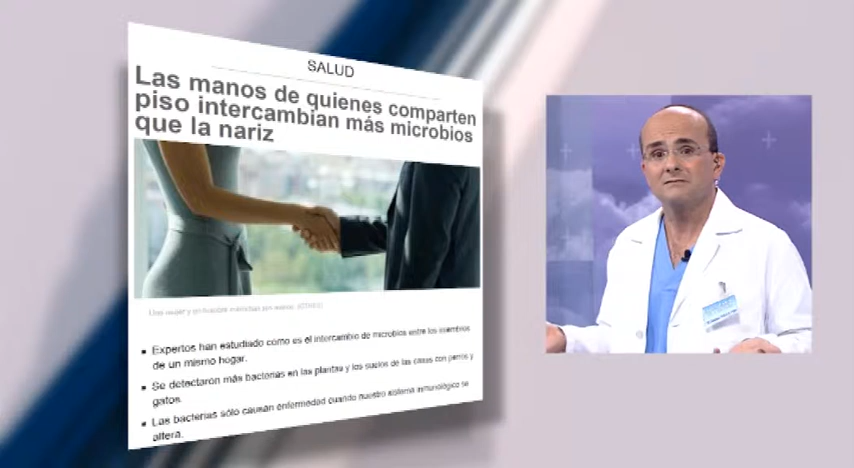 SALUD
Las manos de quienes comparten
piso intercambian más microbios
que la nariz
Expertos han estudiado cómo es el intercambio de microbios entre los miembros
de un mismo hogar.
Se detectaron más bacterias en las plantas y los suelos de las casas con perros y
gatos.
Las bacterias sólo causan enfermedad cuando nuestro sistema inmunológico se
altera.